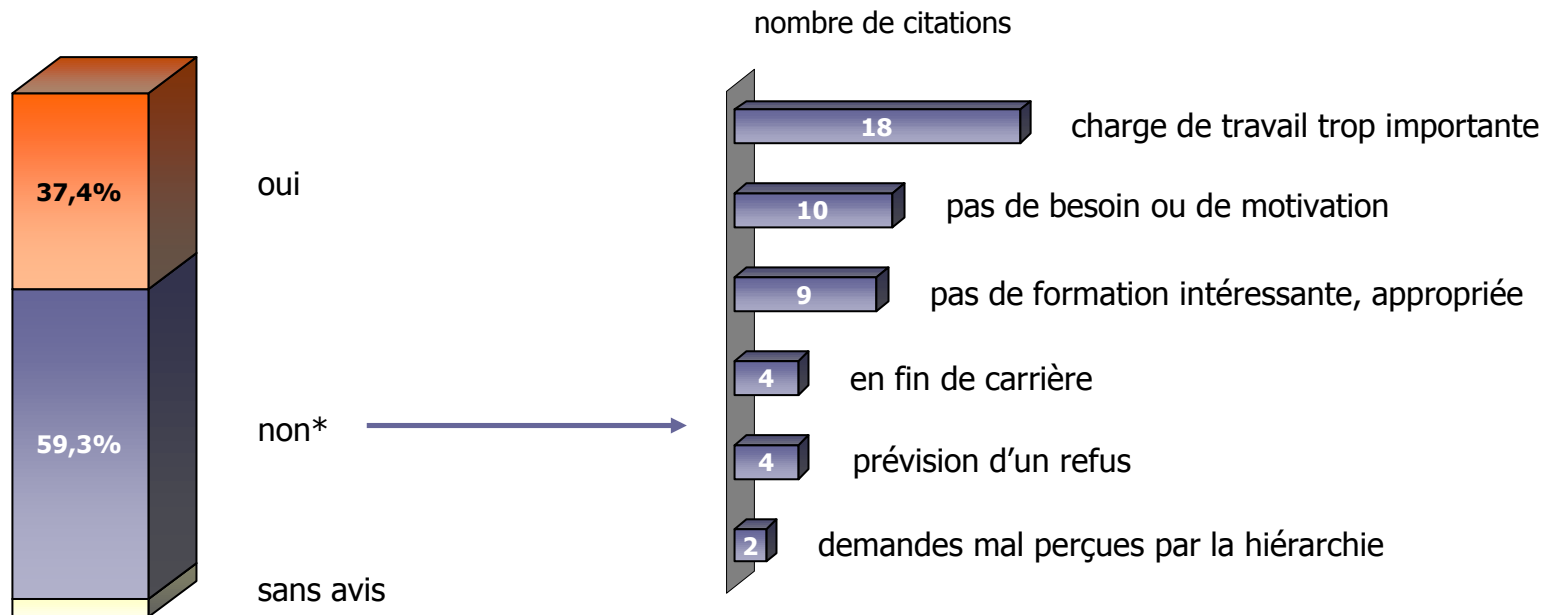 nombre de citations
37,4%
oui
59,3%
non*
sans avis
18 charge de travail trop importante
10 pas de besoin ou de motivation
9 pas de formation intéressante, appropriée
4 en fin de carrière
4 prévision d’un refus
2 demandes mal perçues par la hiérarchie